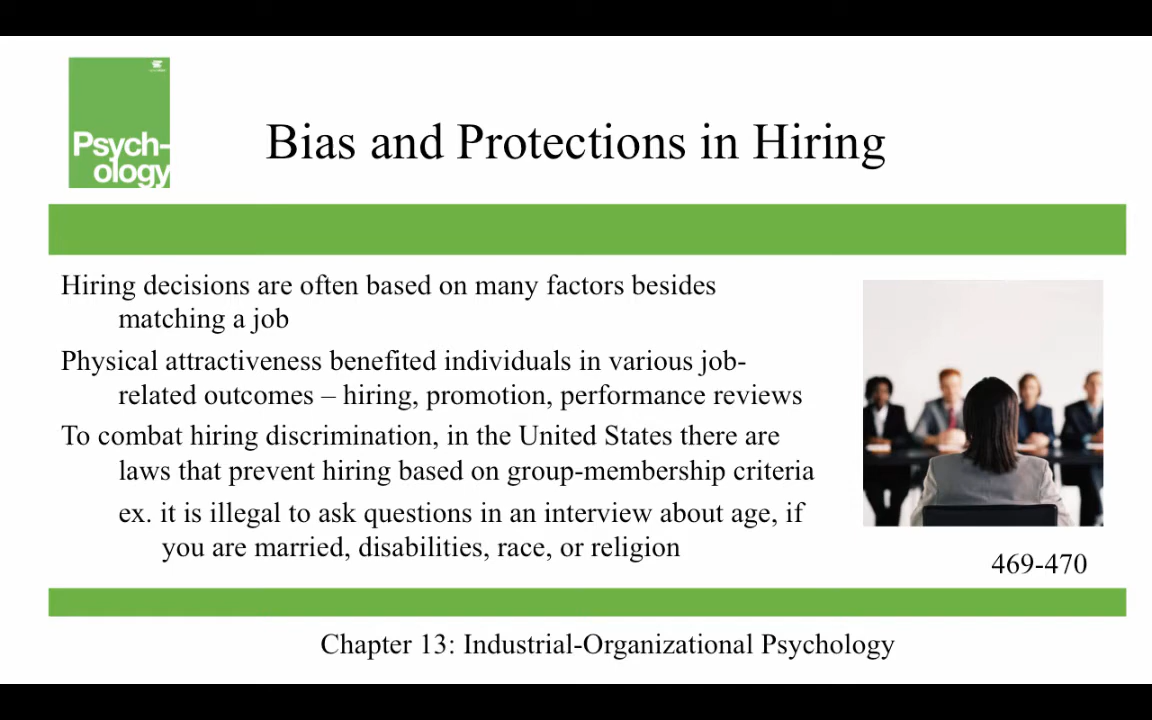 Psych-
ology
Bias and Protections in Hiring
Hiring decisions are often based on many factors besides
matching a job
Physical attractiveness benefited individuals in various job-
related outcomes – hiring, promotion, performance reviews
To combat hiring discrimination, in the United States there are
laws that prevent hiring based on group-membership criteria
ex. it is illegal to ask questions in an interview about age, if
you are married, disabilities, race, or religion
469-470
Chapter 13: Industrial-Organizational Psychology